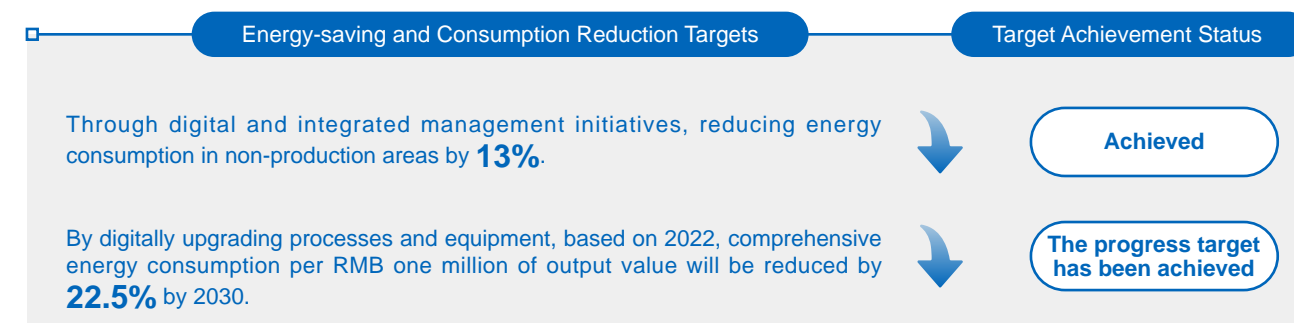 Energy-saving and Consumption Reduction Targets
Target Achievement Status
Through digital and integrated management initiatives, reducing energy
consumption in non-production areas by 13%.
Achieved
By digitally upgrading processes and equipment, based on 2022, comprehensive
energy consumption per RMB one million of output value will be reduced by
22.5% by 2030.
The progress target
has been achieved